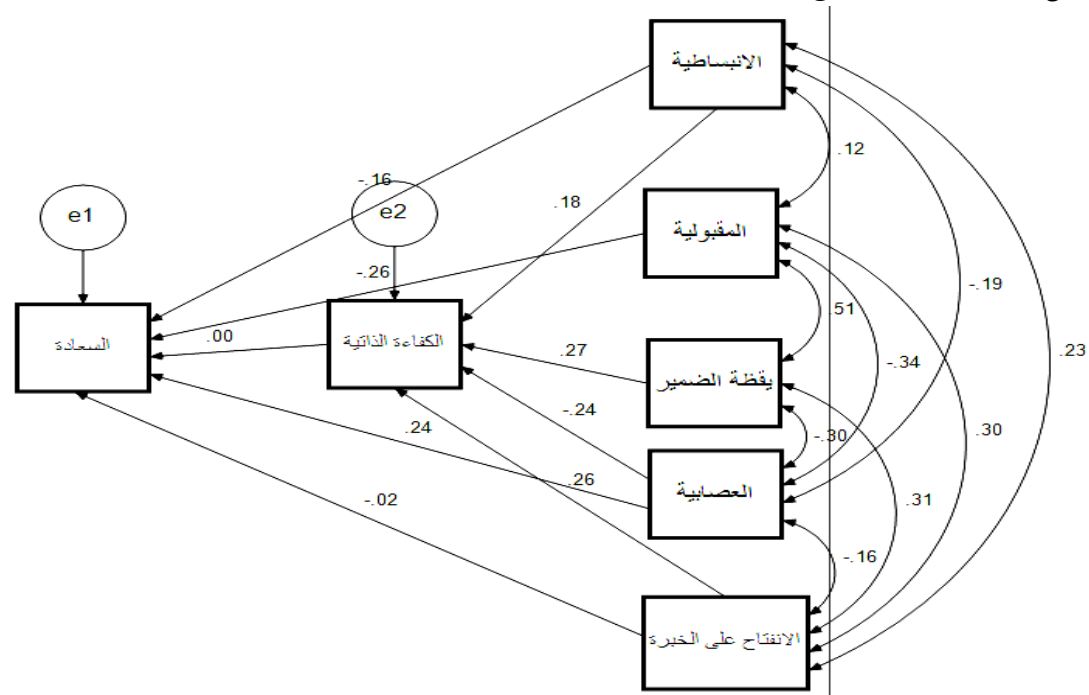 الانبساطية
.12
-.16
e1
e2
.18
المقبولية
-.26
-.19
السعادة
.00
الكفاءة الذاتية
.51
.27
يقظة الضمير
-.34
.23
-.24
.24
-.30
.30
.26
العصابية
-.02
.31
-.16
الانفتاح على الخبرة